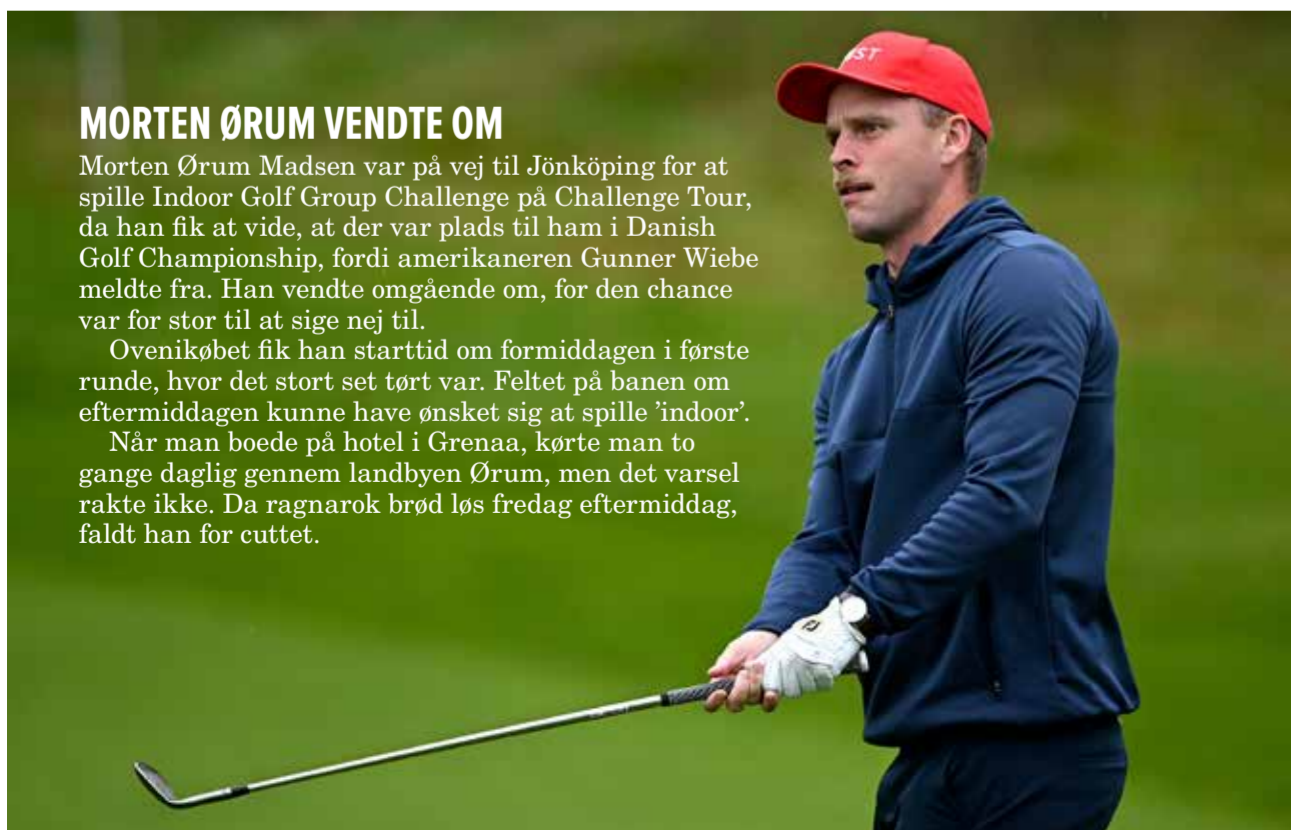 MORTEN ØRUM VENDTE OM
Morten Ørum Madsen var på vej til Jönköping for at
spille Indoor Golf Group Challenge på Challenge Tour,
da han fik at vide, at der var plads til ham i Danish
Golf Championship, fordi amerikaneren Gunner Wiebe
meldte fra. Han vendte omgående om, for den chance
var for stor til at sige nej til.
Ovenikøbet fik han starttid om formiddagen i første
runde, hvor det stort set tørt var. Feltet på banen om
eftermiddagen kunne have ønsket sig at spille ’indoor’.
Når man boede på hotel i Grenaa, kørte man to
gange daglig gennem landbyen Ørum, men det varsel
rakte ikke. Da ragnarok brød løs fredag eftermiddag,
faldt han for cuttet.